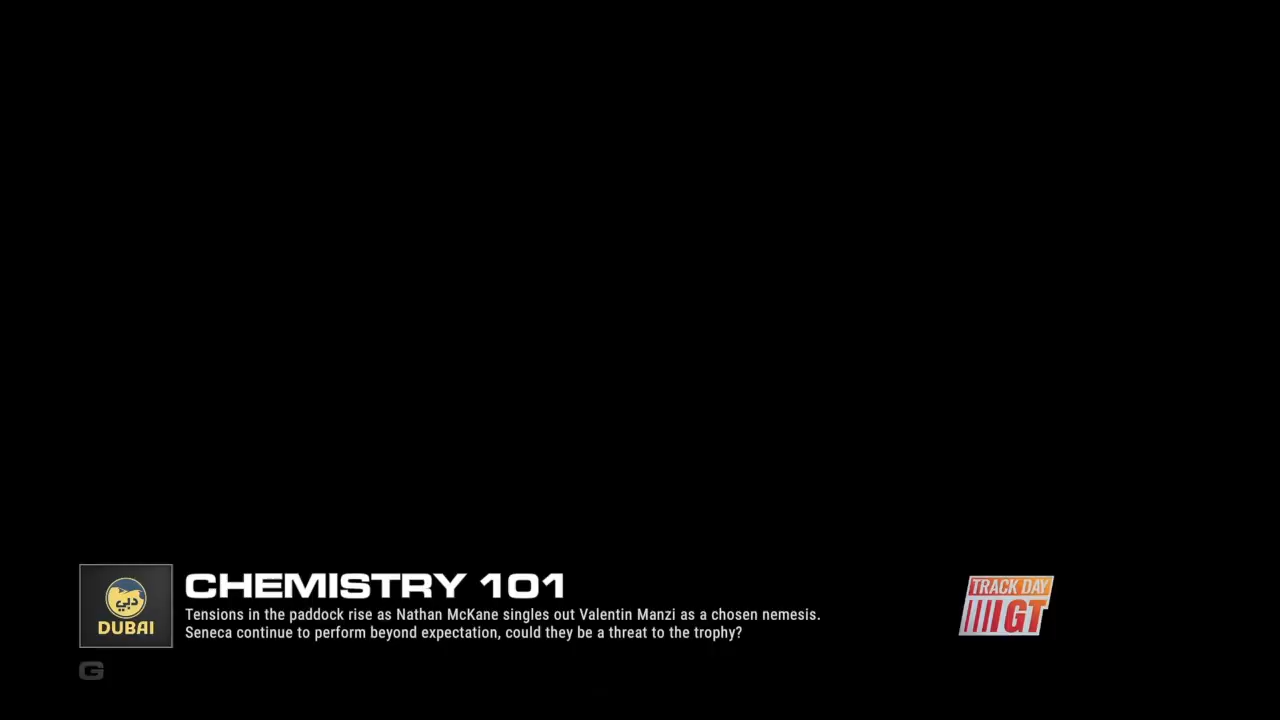 CHEMISTRY 101
Tensions in the paddock rise as Nathan McKane singles out Valentin Manzi as a chosen nemesis.
Seneca continue to perform beyond expectation, could they be a threat to the trophy?
دبي
DUBAI
TRACK DAY
GT
G